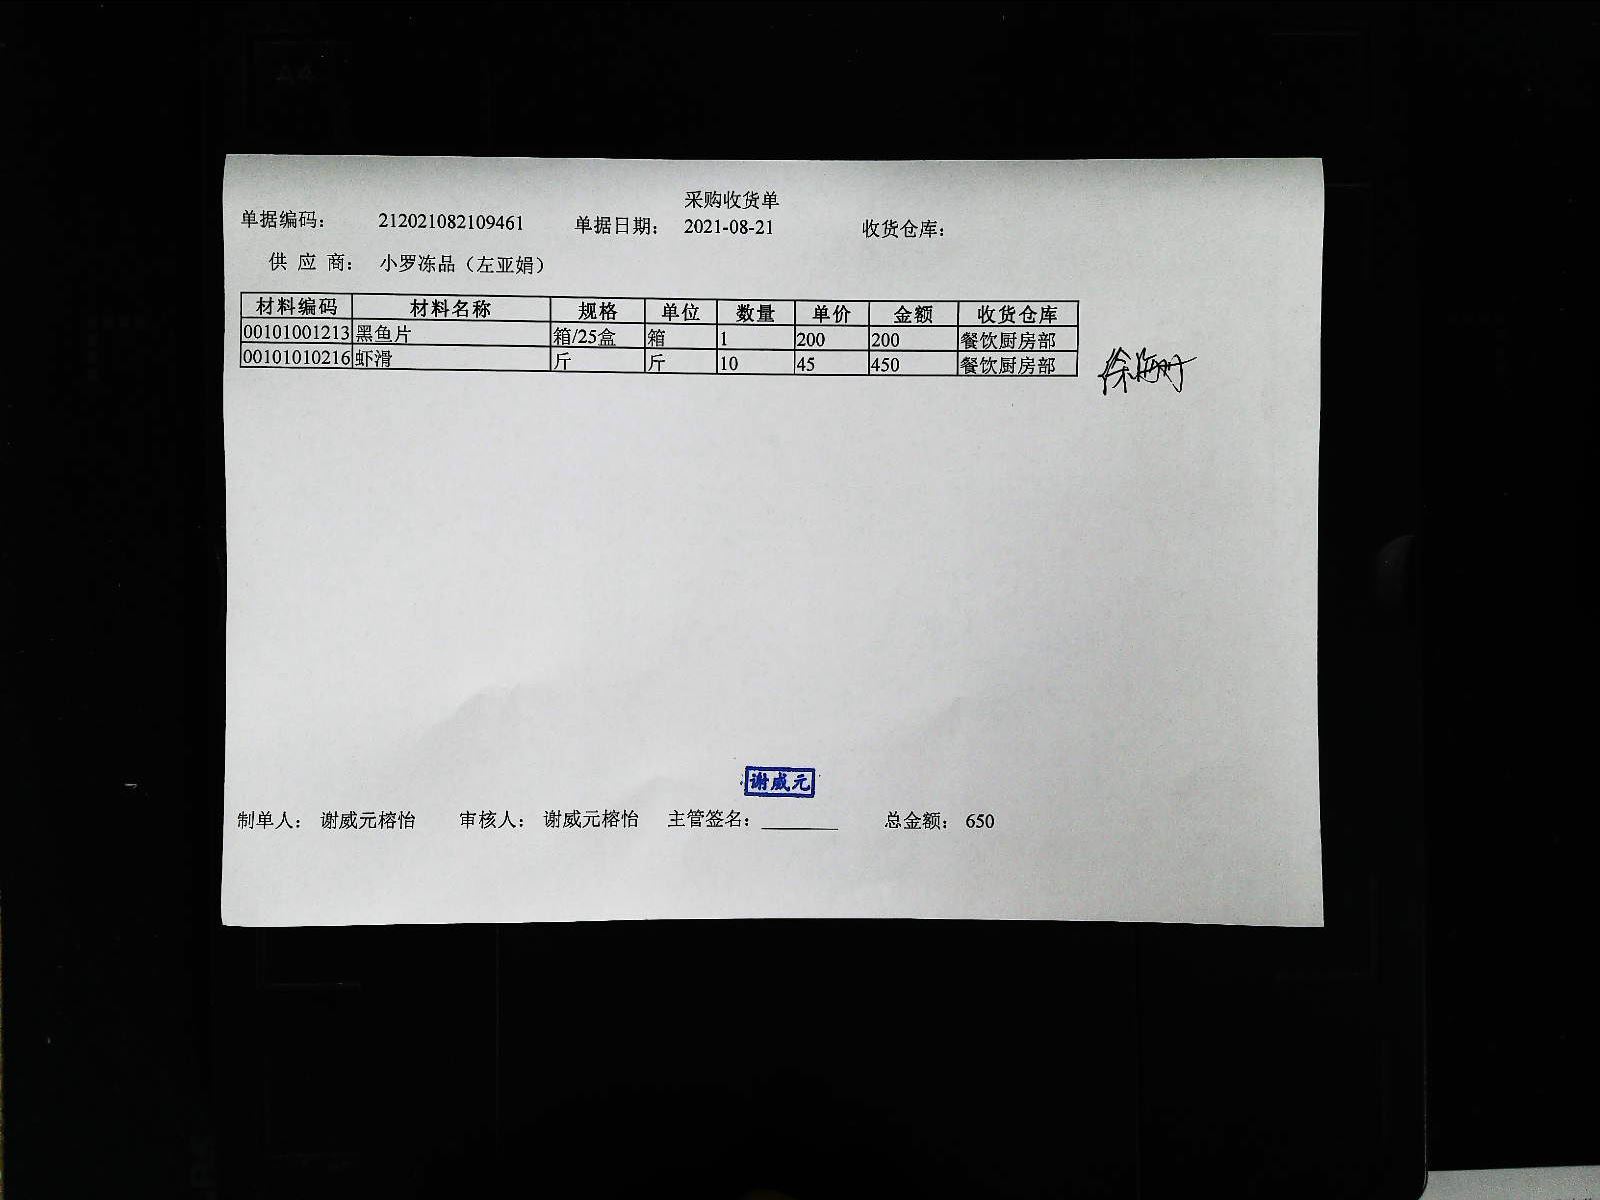 采购收货单
单据编码： 212021082109461 单据日期： 2021-08-21 收货仓库：
供 应 商： 小罗冻品（左亚娟）
材料编码 材料名称 规格 单位 数量 单价 金额 收货仓库
00101001213 黑鱼片 箱/25盒 箱 1 200 200 餐饮厨房部
00101010216 虾滑 斤 斤 10 45 450 餐饮厨房部
谢威元
制单人： 谢威元榕怡 审核人： 谢威元榕怡 主管签名： 总金额： 650